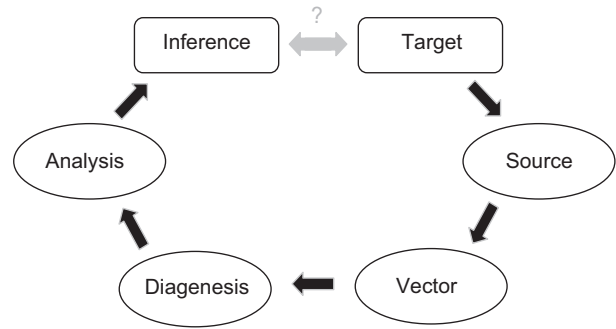 ?
Inference
Target
Analysis
Source
Diagenesis
Vector